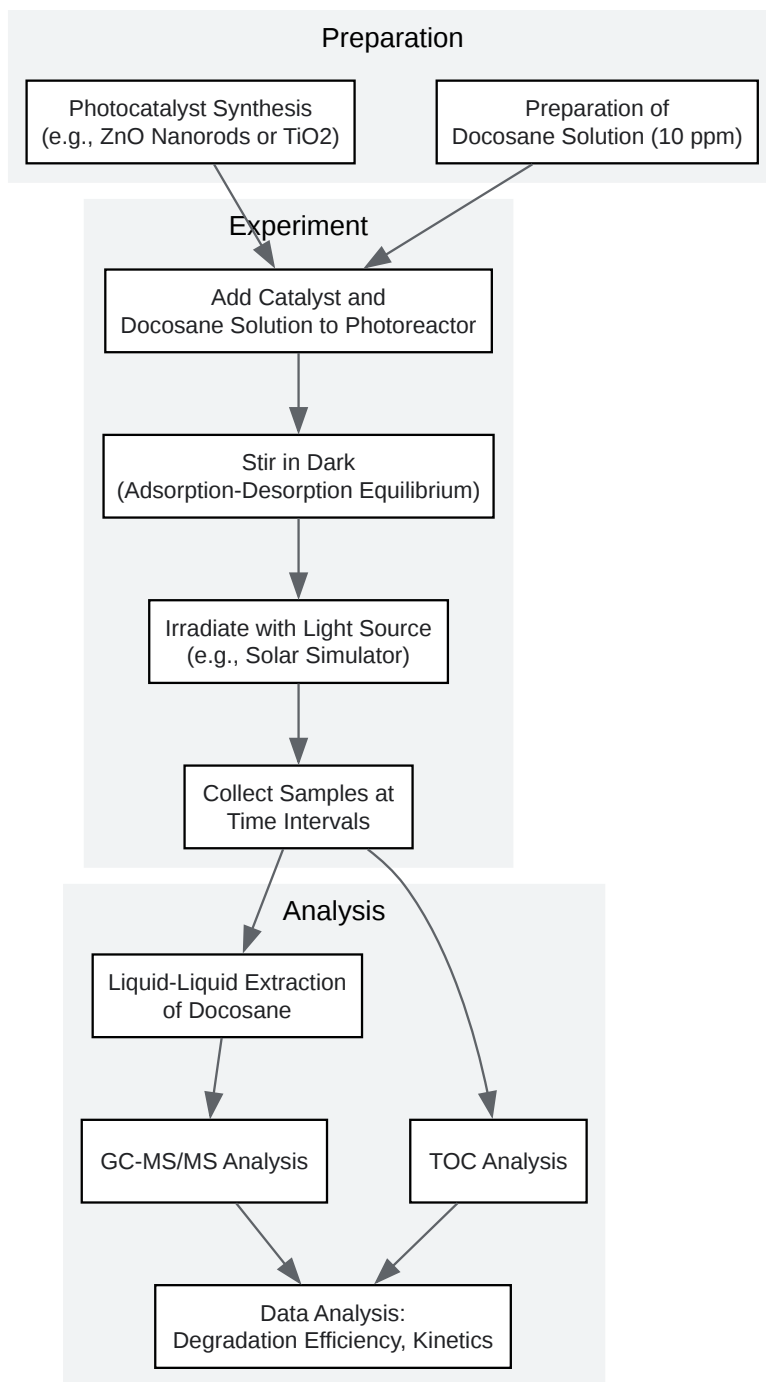 Preparation
Photocatalyst Synthesis
(e.g., ZnO Nanorods or TiO2)
Preparation of
Docosane Solution (10 ppm)
Experiment
Add Catalyst and
Docosane Solution to Photoreactor
Stir in Dark
(Adsorption-Desorption Equilibrium)
Irradiate with Light Source
(e.g., Solar Simulator)
Collect Samples at
Time Intervals
Analysis
Liquid-Liquid Extraction
of Docosane
GC-MS/MS Analysis
TOC Analysis
Data Analysis:
Degradation Efficiency, Kinetics